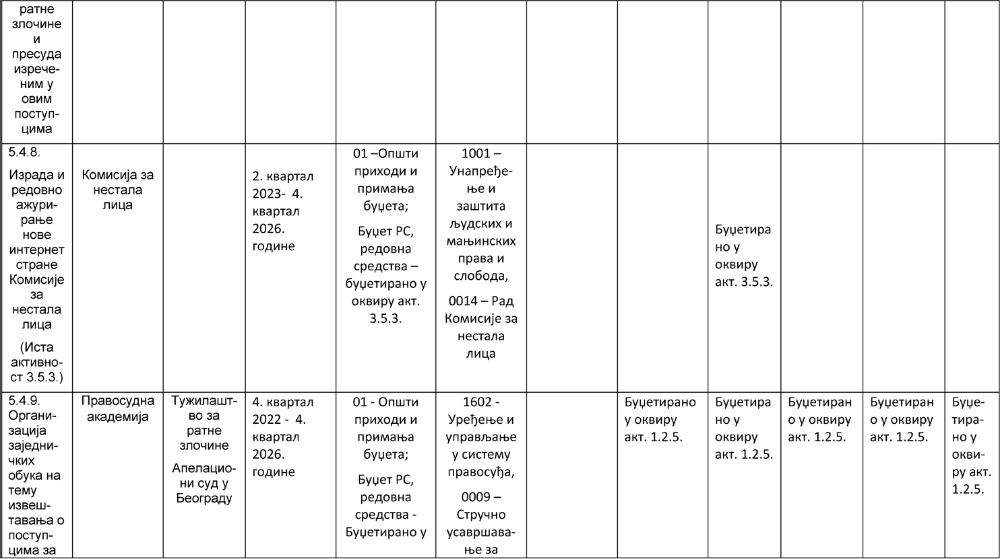 ратне
злочине
и
пресуда
изрече-
ним у
овим
поступ-
цима
5.4.8.
Израда и
редовно
ажури-
рање
нове
интернет
стране
Комисије
за
нестала
лица
(Иста
активно-
ст 3.5.3.)
Комисија за
нестала
лица
2. квартал
2023- 4.
квартал
2026.
године
01 –Општи
приходи и
примања
буџета;
Буџет РС,
редовна
средства –
буџетирано у
оквиру акт.
3.5.3.
1001 –
Унапређе-
ње и
заштита
људских и
мањинских
права и
слобода,
0014 – Рад
Комисије за
нестала
лица
Буџетира
но у
оквиру
акт. 3.5.3.
5.4.9.
Органи-
зација
заједни-
чких
обука на
тему
извеш-
тавања о
поступ-
цима за
Правосудна
академија
Тужилашт-
во за
ратне
злочине
Апелацио-
ни суд у
Београду
4. квартал
2022 - 4.
квартал
2026.
године
01 - Општи
приходи и
примања
буџета;
Буџет РС,
редовна
средства -
Буџетирано у
1602 -
Уређење и
управљање
у систему
правосуђа,
0009 –
Стручно
усавршава-
ње за
Буџетирано
у оквиру
акт. 1.2.5.
Буџетира
но у
оквиру
акт. 1.2.5.
Буџетиран
о у оквиру
акт. 1.2.5.
Буџетиран
о у оквиру
акт. 1.2.5.
Буџе-
тира-
но у
окви-
ру акт.
1.2.5.